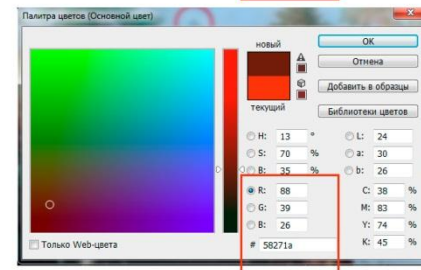 Палитра цветов (Основной цвет)
новый
текущий
OK
Отмена
Добавить в образцы
Библиотеки цветов
H: 13 °
S: 70 %
B: 35 %
R: 88
G: 39
B: 26
# 58271a
L: 24
a: 30
b: 26
C: 38 %
M: 83 %
Y: 74 %
K: 45 %
Только Web-цвета